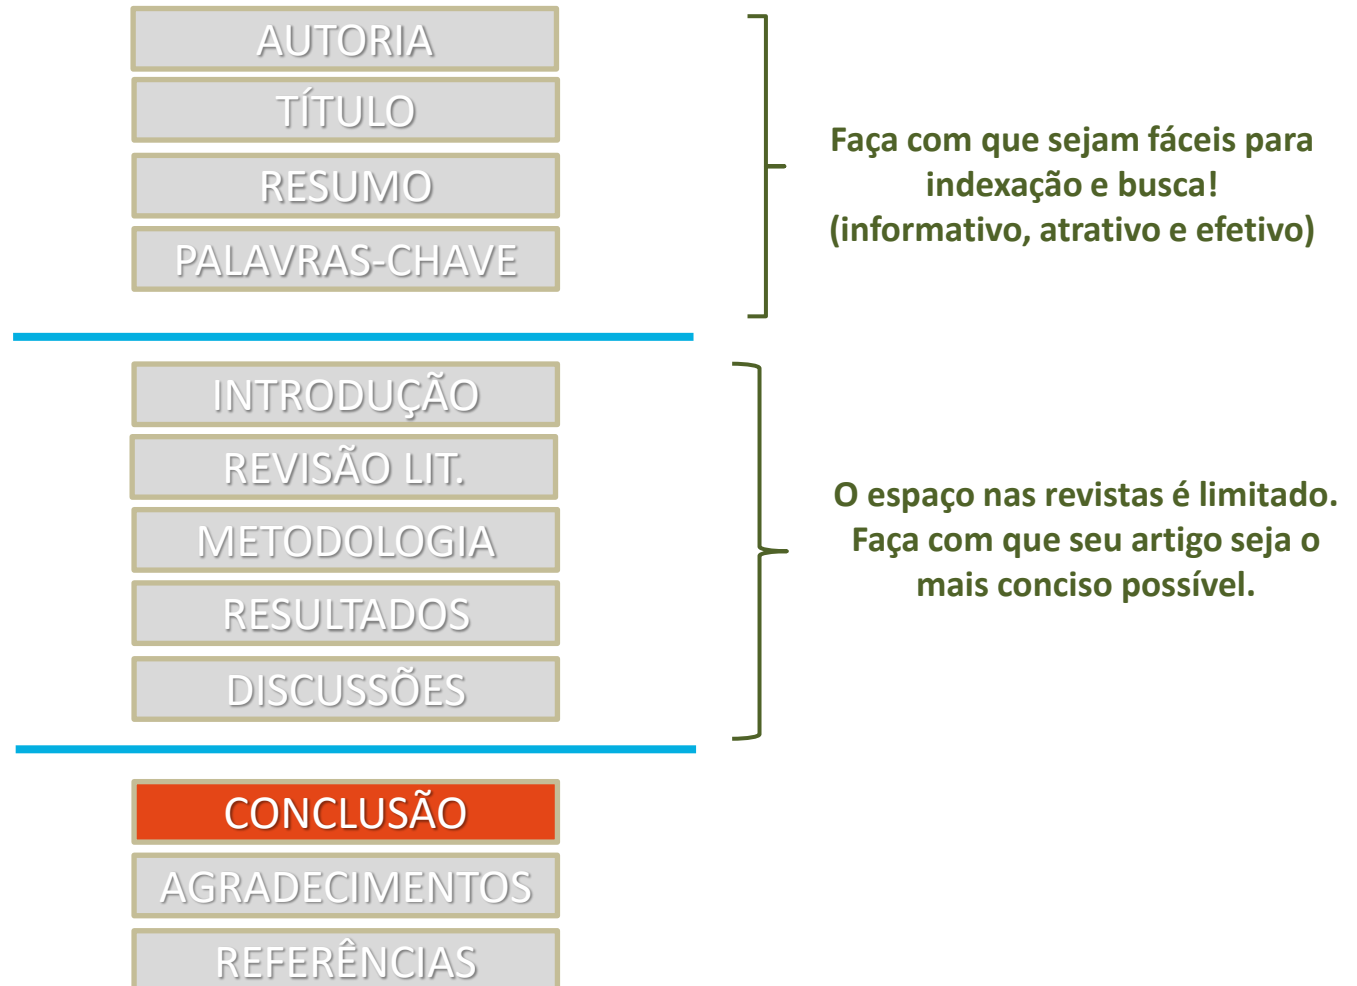 AUTORIA
TÍTULO
RESUMO
PALAVRAS-CHAVE
Faça com que sejam fáceis para
indexação e busca!
(informativo, atrativo e efetivo)
INTRODUÇÃO
REVISÃO LIT.
METODOLOGIA
RESULTADOS
DISCUSSÕES
O espaço nas revistas é limitado.
Faça com que seu artigo seja o
mais conciso possível.
CONCLUSÃO
AGRADECIMENTOS
REFERÊNCIAS